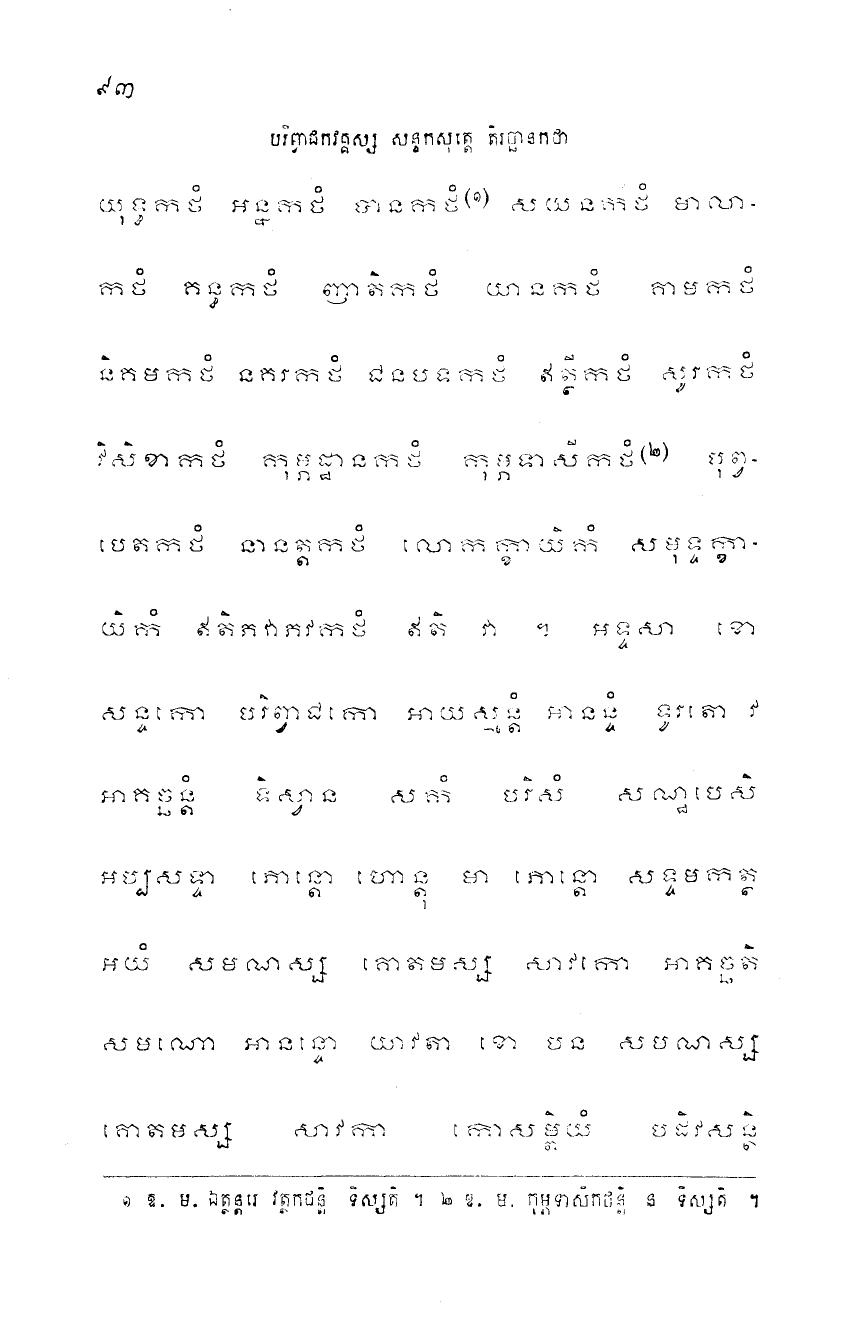 ៩៣
បរិព្វាជកវគ្គស្ស សន្ទកសុត្តេ តិរច្ឆានកថា
យុទ្ធកថំ អន្នកថំ បានកថំ(១) សយនកថំ មាលា-
កថំ គន្ធកថំ ញាតិកថំ យានកថំ គាមកថំ
និគមកថំ នគរកថំ ជនបទកថំ ឥត្ថីកថំ សូរកថំ
វិសិខាកថំ កុម្ភដ្ឋានកថំ កុម្ភទាសីកថំ(២) បុព្វ-
បេតកថំ នានត្តកថំ លោកក្ខាយិកំ សមុទ្ទក្ខា-
យិកំ ឥតិភវាភវកថំ ឥតិ វា ។ អទ្ទសា ខោ
សន្ទកោ បរិព្វាជកោ អាយស្មន្តំ អានន្ទំ ទូរតោ វ
អាគច្ឆន្តំ ទិស្វាន សកំ បរិសំ សណ្ឋបេសិ
អប្បសទ្ទា ភោន្តោ ហោន្តុ មា ភោន្តោ សទ្ទមកត្ថ
អយំ សមណស្ស គោតមស្ស សាវកោ អាគច្ឆតិ
សមណោ អានន្ទោ យាវតា ខោ បន សមណស្ស
គោតមស្ស សាវកា កោសម្ពិយំ បដិវសន្តិ
១ ឱ. ម. ឯត្ថន្តរេ វត្ថកថន្តិ ទិស្សតិ ។ ២ ឱ. ម. កុម្ភទាសិកថន្តិ ន ទិស្សតិ ។